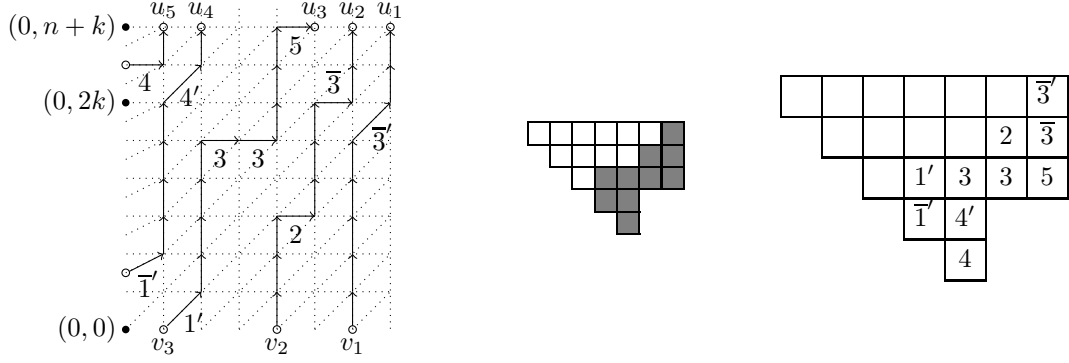 u₅ u₄ u₃ u₂ u₁
(0, n + k)
5
4
3̅
4′
(0, 2k)
3̅′
3 3
2
1̅′
(0, 0)
1′
v₃ v₂ v₁
3̅′
2 3̅
1′ 3 3 5
1̅′ 4′
4